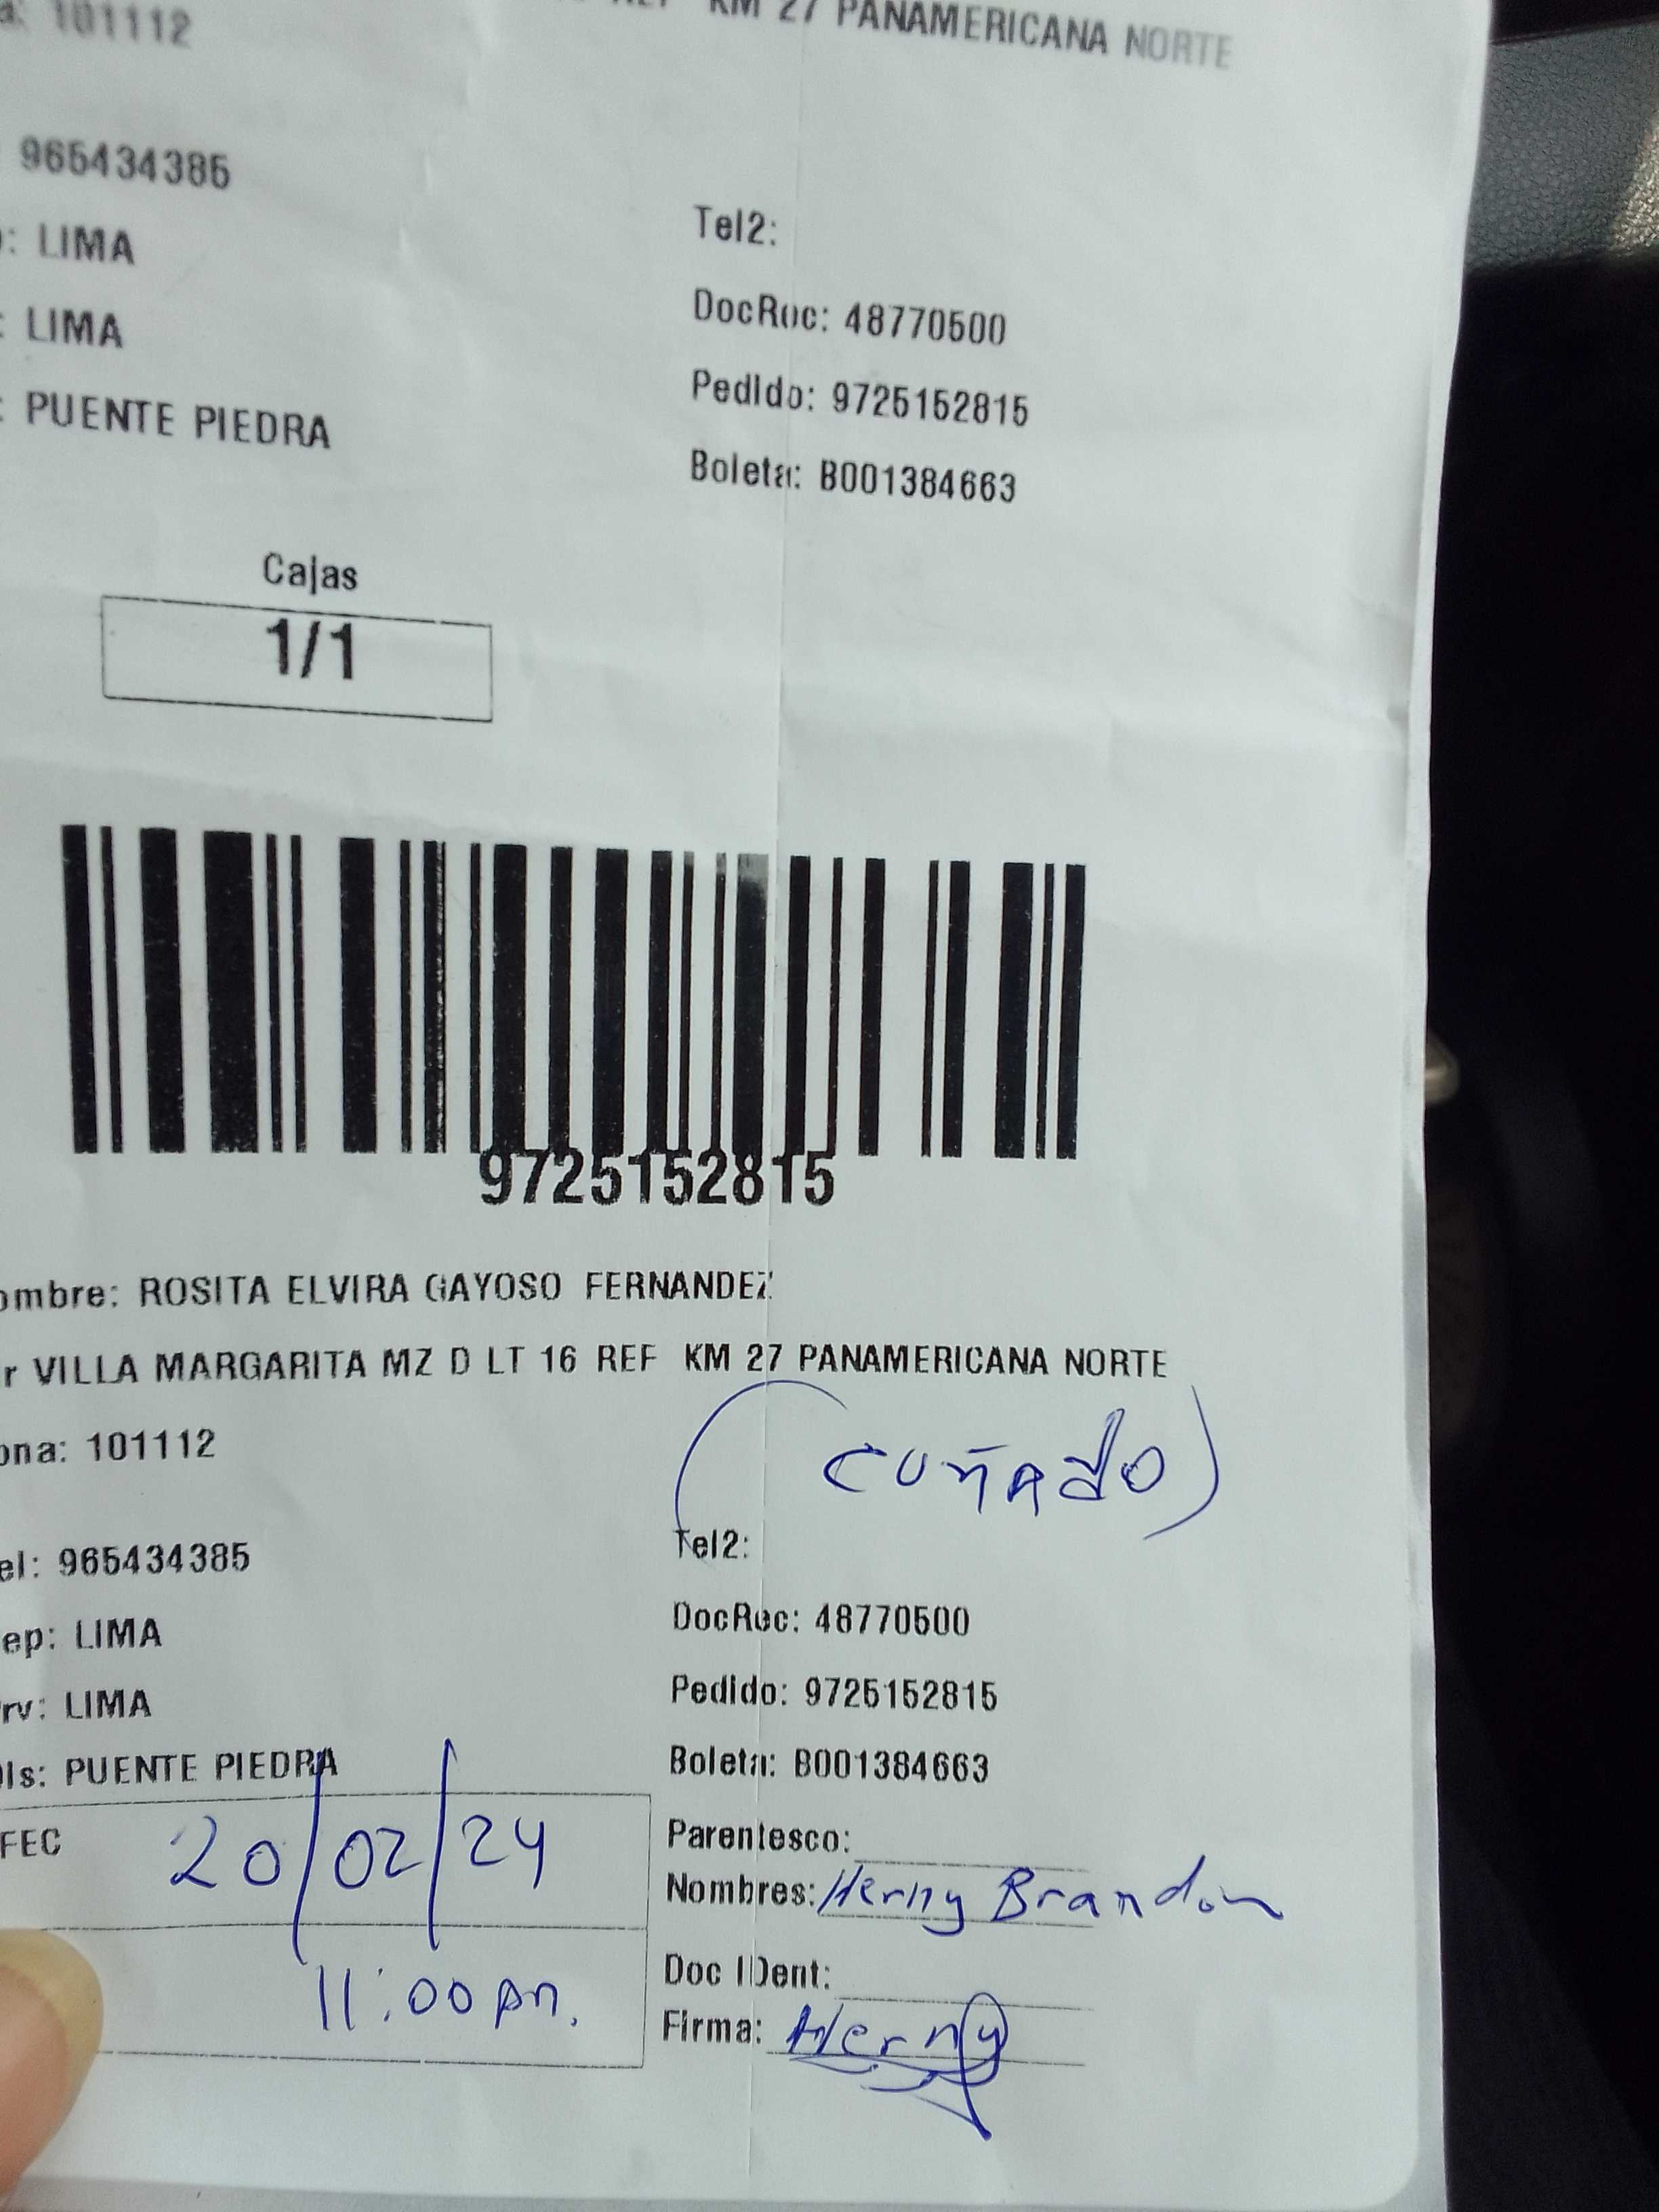 a: 101112
KM 27 PANAMERICANA NORTE
965434385
: LIMA
Tel2:
: LIMA
DocRec: 48770500
: PUENTE PIEDRA
Pedido: 9725152815
Boleta: B001384663
Cajas
1/1
9725152815
ombre: ROSITA ELVIRA GAYOSO FERNANDEZ
r VILLA MARGARITA MZ D LT 16 REF KM 27 PANAMERICANA NORTE
ona: 101112
(CUÑADO)
Tel2:
el: 965434385
DocRec: 48770500
ep: LIMA
Pedido: 9725152815
rv: LIMA
Boleta: B001384663
is: PUENTE PIEDRA
FEC 20/02/24
Parentesco:
Nombres: Herny Brandon
11:00 pm.
Doc IDent:
Firma: Herny